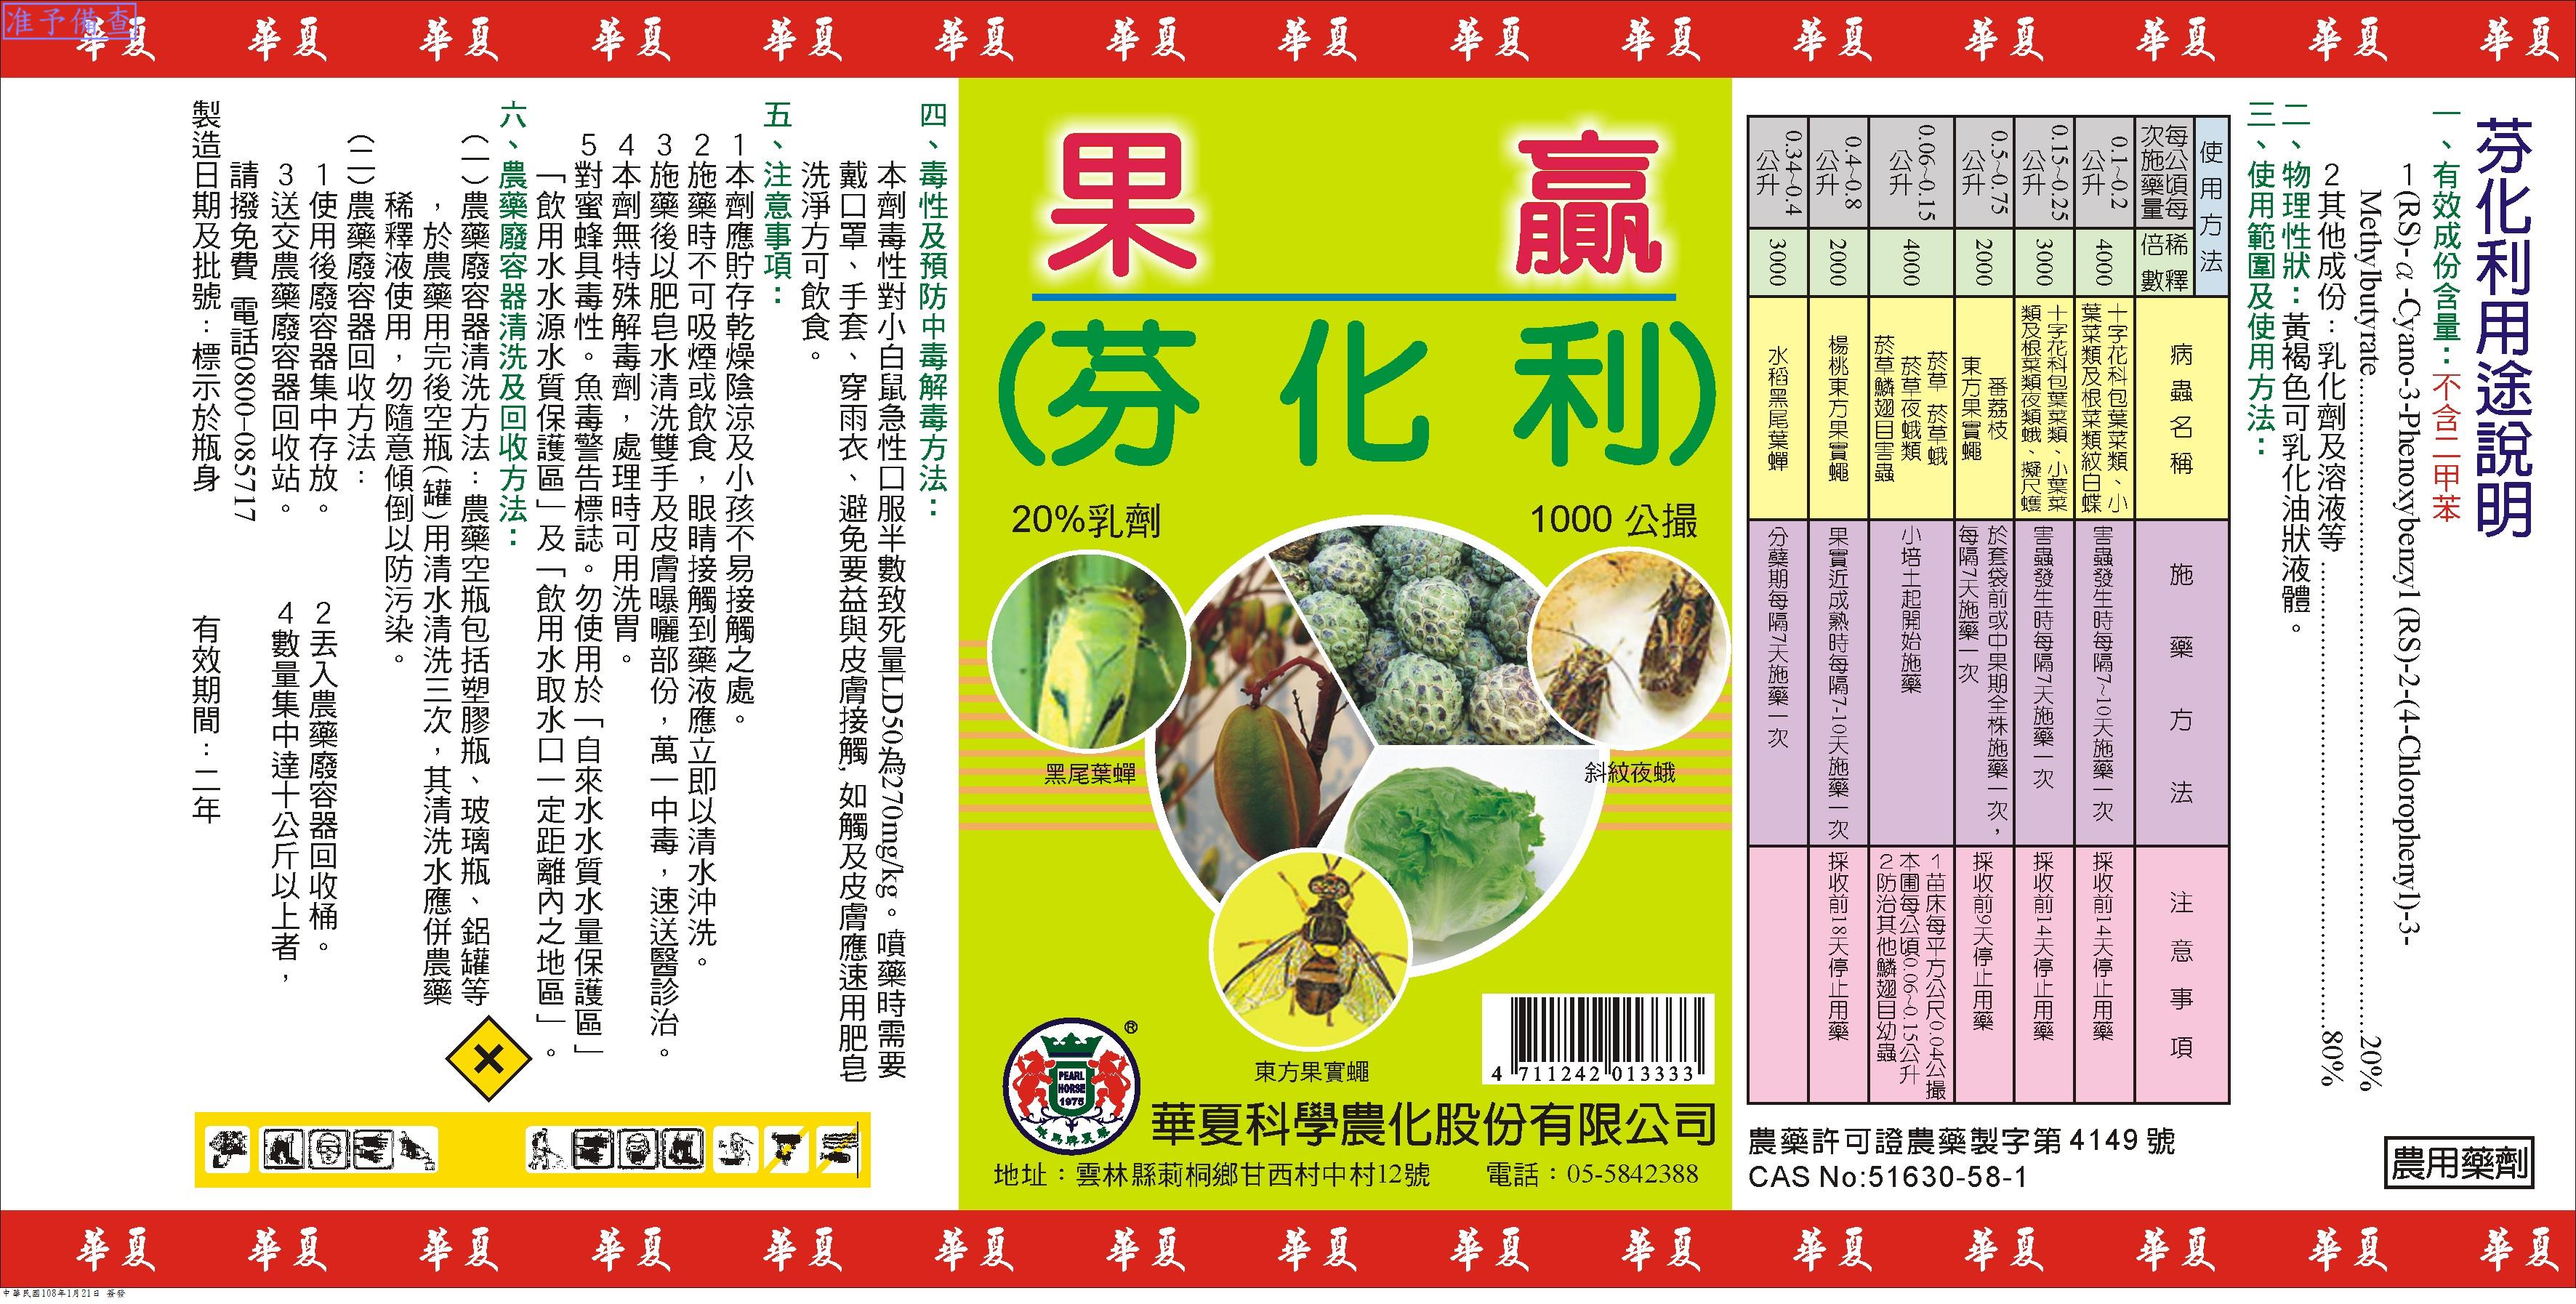 准予備查
華夏 華夏 華夏 華夏 華夏 華夏 華夏 華夏 華夏 華夏 華夏 華夏 華夏 華夏 華夏
芬化利用途說明
一、有效成份含量：不含二甲苯
1 (RS)-α-Cyano-3-Phenoxybenzyl (RS)-2-(4-Chlorophenyl)-3-
Methylbutyrate..........20%
2 其他成份：乳化劑及溶液等..........80%
二、物理性狀：黃褐色可乳化油狀液體。
三、使用範圍及使用方法：
使用方法
每公頃每次施藥量 稀釋倍數 病蟲名稱 施藥方法 注意事項
0.1~0.2公升 4000 十字花科包葉菜類、小葉菜類及根菜類紋白蝶 害蟲發生時每隔7~10天施藥一次 採收前14天停止用藥
0.15~0.25公升 3000 十字花科包葉菜類、小葉菜類及根菜類夜類蛾、擬尺蠖 害蟲發生時每隔7天施藥一次 採收前14天停止用藥
0.5~0.75公升 2000 番荔枝東方果實蠅 於套袋前或中果期全株施藥一次，每隔7天施藥一次 採收前9天停止用藥
0.06~0.15公升 4000 菸草 菸草蛾 菸草夜蛾類 菸草鱗翅目害蟲 小培土起開始施藥 1苗床每平方公尺0.04公撮本圃每公頃0.06~0.15公升 2防治其他鱗翅目幼蟲
0.4~0.8公升 2000 楊桃東方果實蠅 果實近成熟時每隔7-10天施藥一次 採收前18天停止用藥
0.34~0.4公升 3000 水稻黑尾葉蟬 分蘗期每隔7天施藥一次
農藥許可證農藥製字第4149號
CAS No:51630-58-1
農用藥劑
果 贏
(芬化利)
20%乳劑 1000公撮
黑尾葉蟬
斜紋夜蛾
東方果實蠅
4 711242 013333
®
PEARL
HORSE
1975
華夏科學農化股份有限公司
地址：雲林縣莿桐鄉甘西村中村12號 電話：05-5842388
四、毒性及預防中毒解毒方法：
本劑毒性對小白鼠急性口服半數致死量LD50為270mg/kg。噴藥時需要
戴口罩、手套、穿雨衣、避免要益與皮膚接觸,如觸及皮膚應速用肥皂
洗淨方可飲食。
五、注意事項：
1本劑應貯存乾燥陰涼及小孩不易接觸之處。
2施藥時不可吸煙或飲食，眼睛接觸到藥液應立即以清水沖洗。
3施藥後以肥皂水清洗雙手及皮膚曝曬部份，萬一中毒，速送醫診治。
4本劑無特殊解毒劑，處理時可用洗胃。
5對蜜蜂具毒性。魚毒警告標誌。勿使用於「自來水水質水量保護區」
「飲用水水源水質保護區」及「飲用水取水口一定距離內之地區」。
六、農藥廢容器清洗及回收方法：
(一)農藥廢容器清洗方法：農藥空瓶包括塑膠瓶、玻璃瓶、鋁罐等
，於農藥用完後空瓶(罐)用清水清洗三次，其清洗水應併農藥
稀釋液使用，勿隨意傾倒以防污染。
(二)農藥廢容器回收方法：
1使用後廢容器集中存放。 2丟入農藥廢容器回收桶。
3送交農藥廢容器回收站。 4數量集中達十公斤以上者，
請撥免費 電話0800-085717
製造日期及批號：標示於瓶身 有效期間：二年
華夏 華夏 華夏 華夏 華夏 華夏 華夏 華夏 華夏 華夏 華夏 華夏 華夏 華夏 華夏
中華民國108年1月21日 簽發